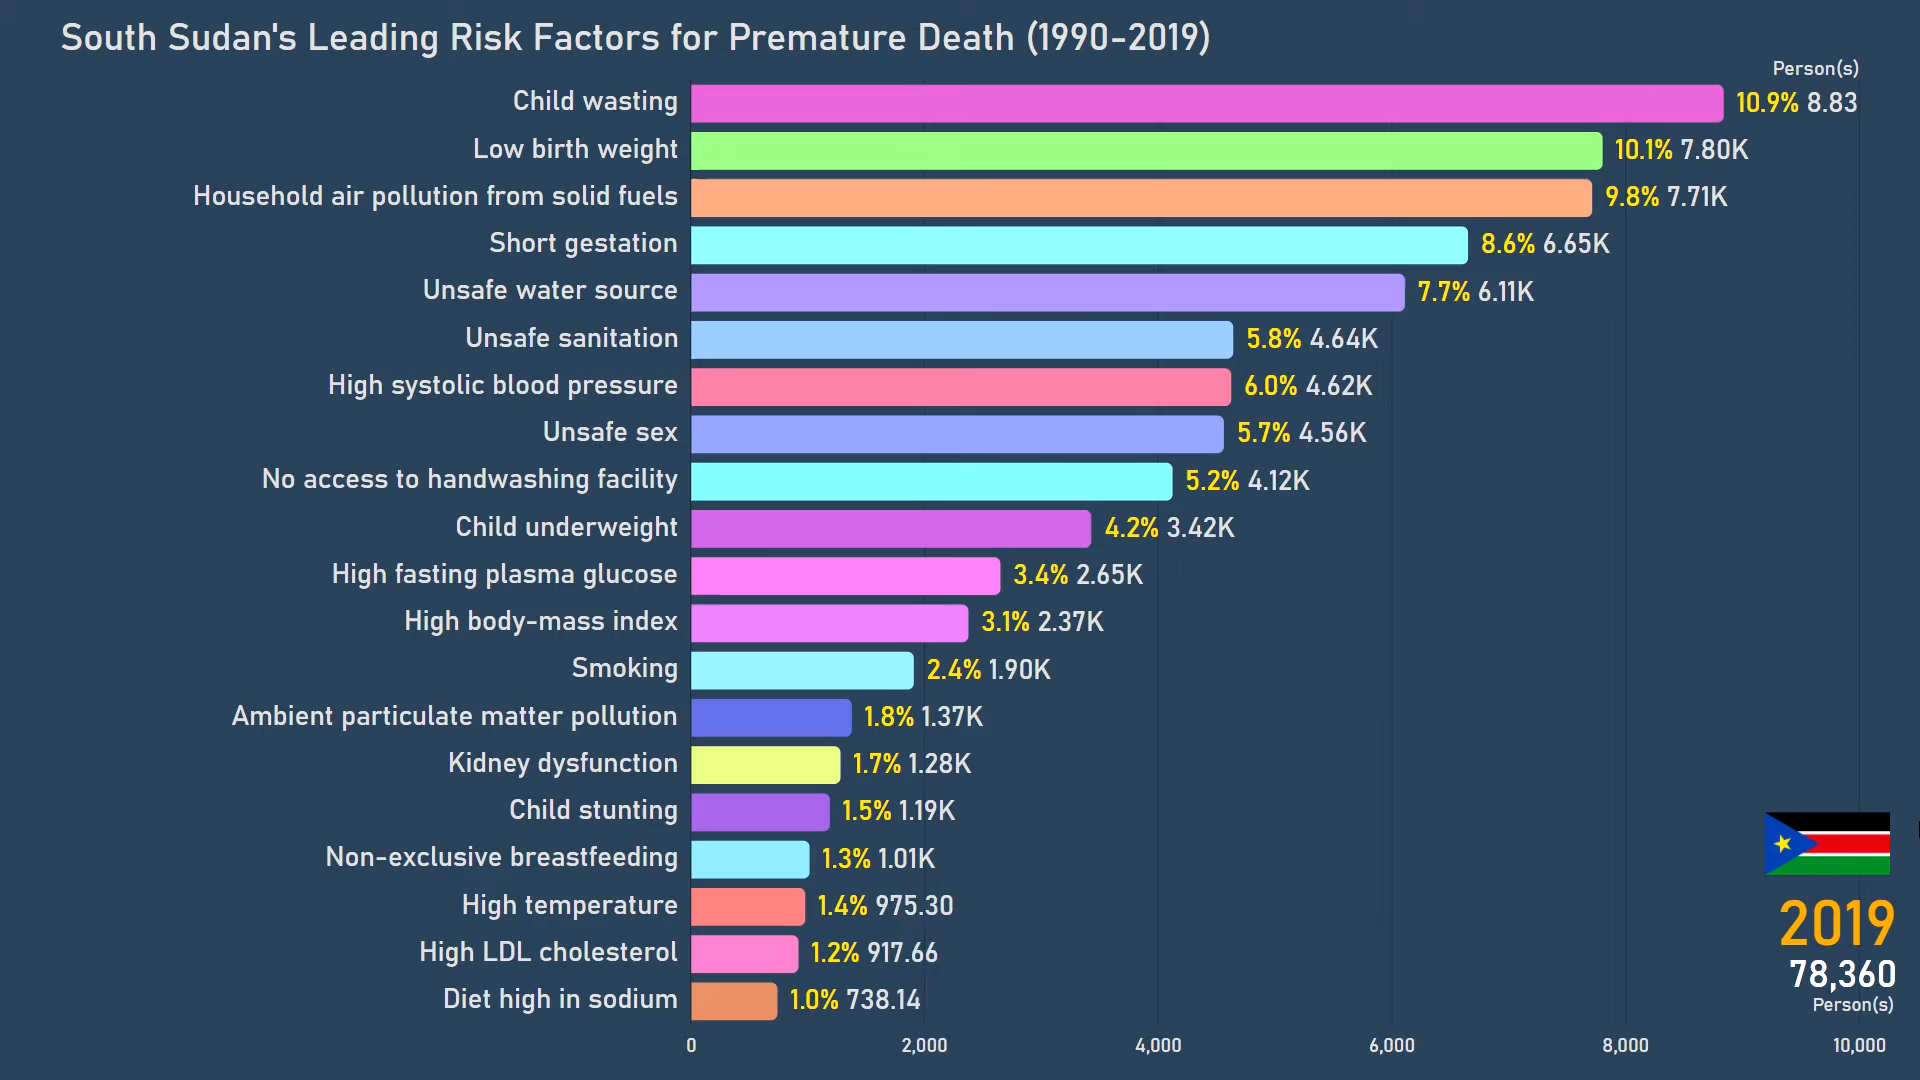 South Sudan's Leading Risk Factors for Premature Death (1990-2019)
Person(s)
Child wasting 10.9% 8.83
Low birth weight 10.1% 7.80K
Household air pollution from solid fuels 9.8% 7.71K
Short gestation 8.6% 6.65K
Unsafe water source 7.7% 6.11K
Unsafe sanitation 5.8% 4.64K
High systolic blood pressure 6.0% 4.62K
Unsafe sex 5.7% 4.56K
No access to handwashing facility 5.2% 4.12K
Child underweight 4.2% 3.42K
High fasting plasma glucose 3.4% 2.65K
High body-mass index 3.1% 2.37K
Smoking 2.4% 1.90K
Ambient particulate matter pollution 1.8% 1.37K
Kidney dysfunction 1.7% 1.28K
Child stunting 1.5% 1.19K
Non-exclusive breastfeeding 1.3% 1.01K
High temperature 1.4% 975.30
High LDL cholesterol 1.2% 917.66
Diet high in sodium 1.0% 738.14
2019
78,360
Person(s)
0 2,000 4,000 6,000 8,000 10,000